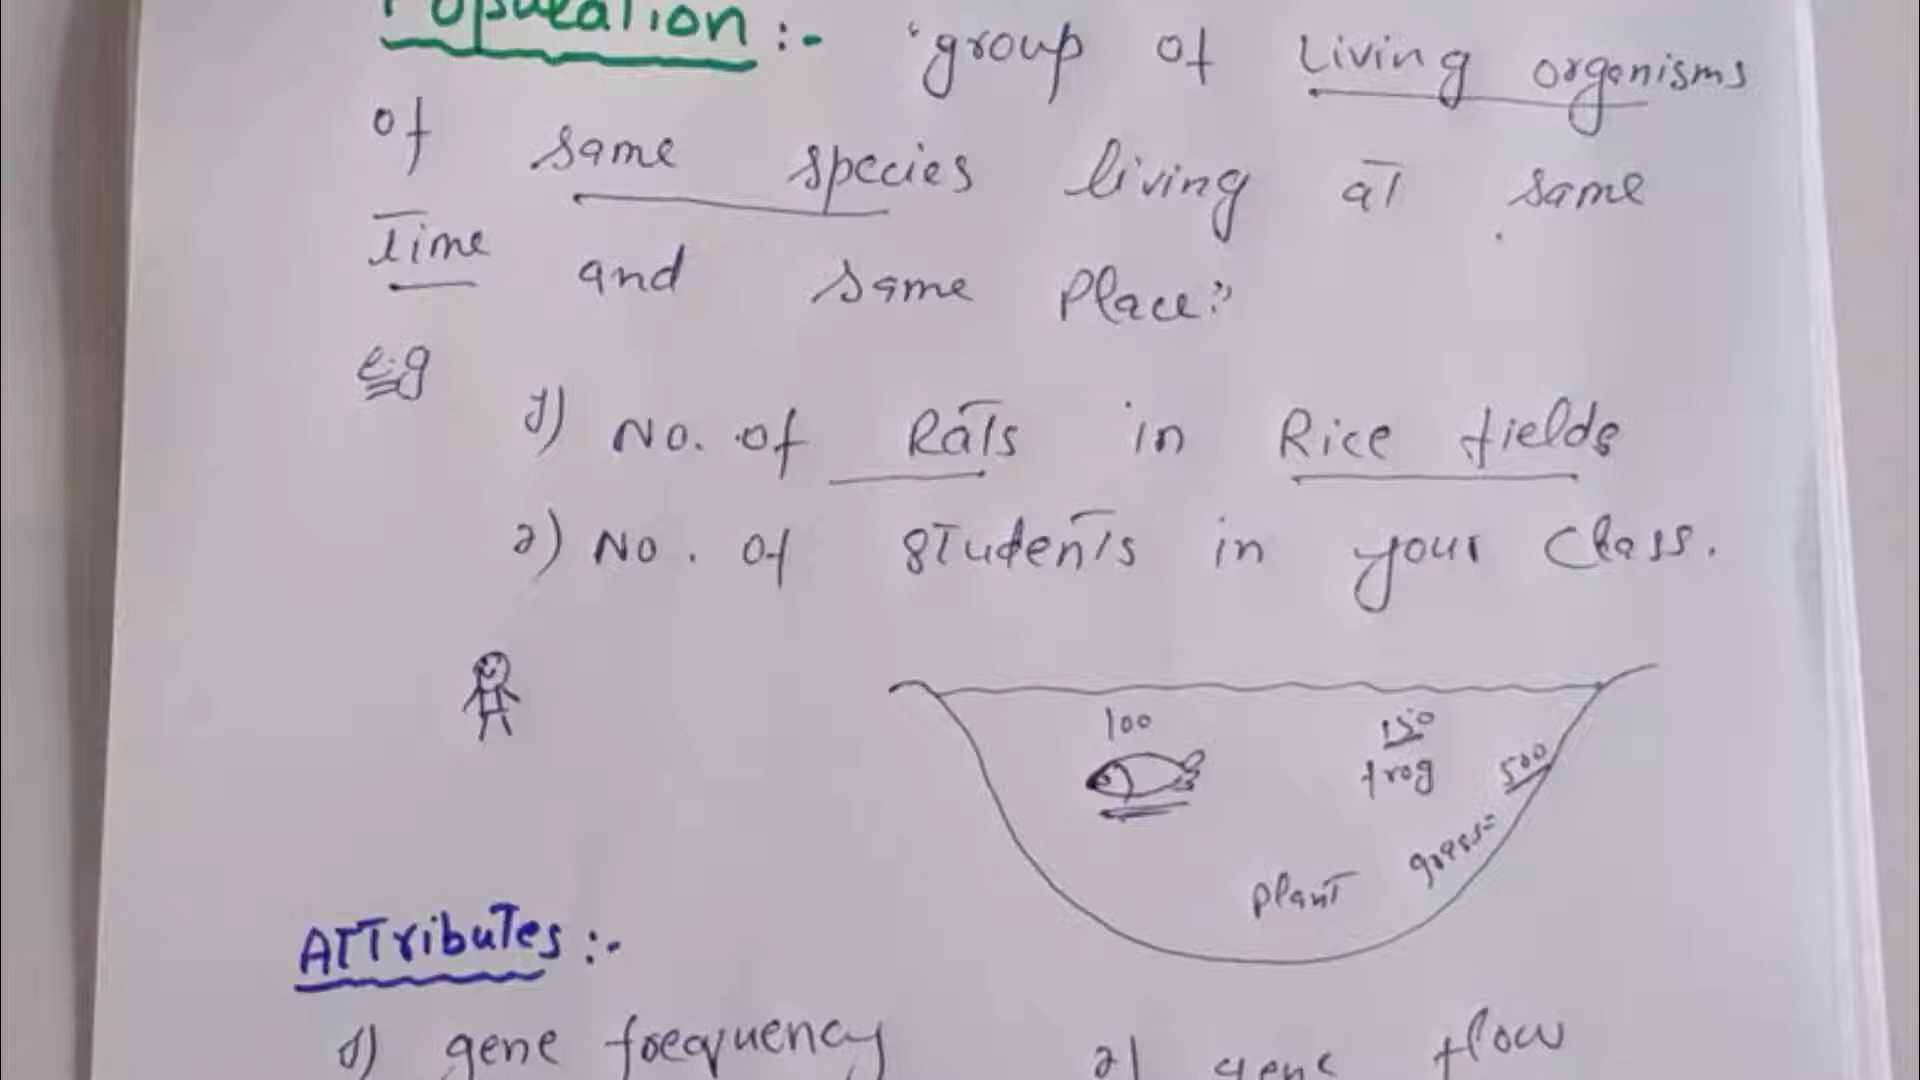 Population :- "group of Living organisms
of same species living at same
Time and same Place."
e.g
1) No. of Rats in Rice fields
2) No. of students in your class.
100
150
frog
500
grass=
plant
Attributes :-
1) gene frequency 2) gene flow